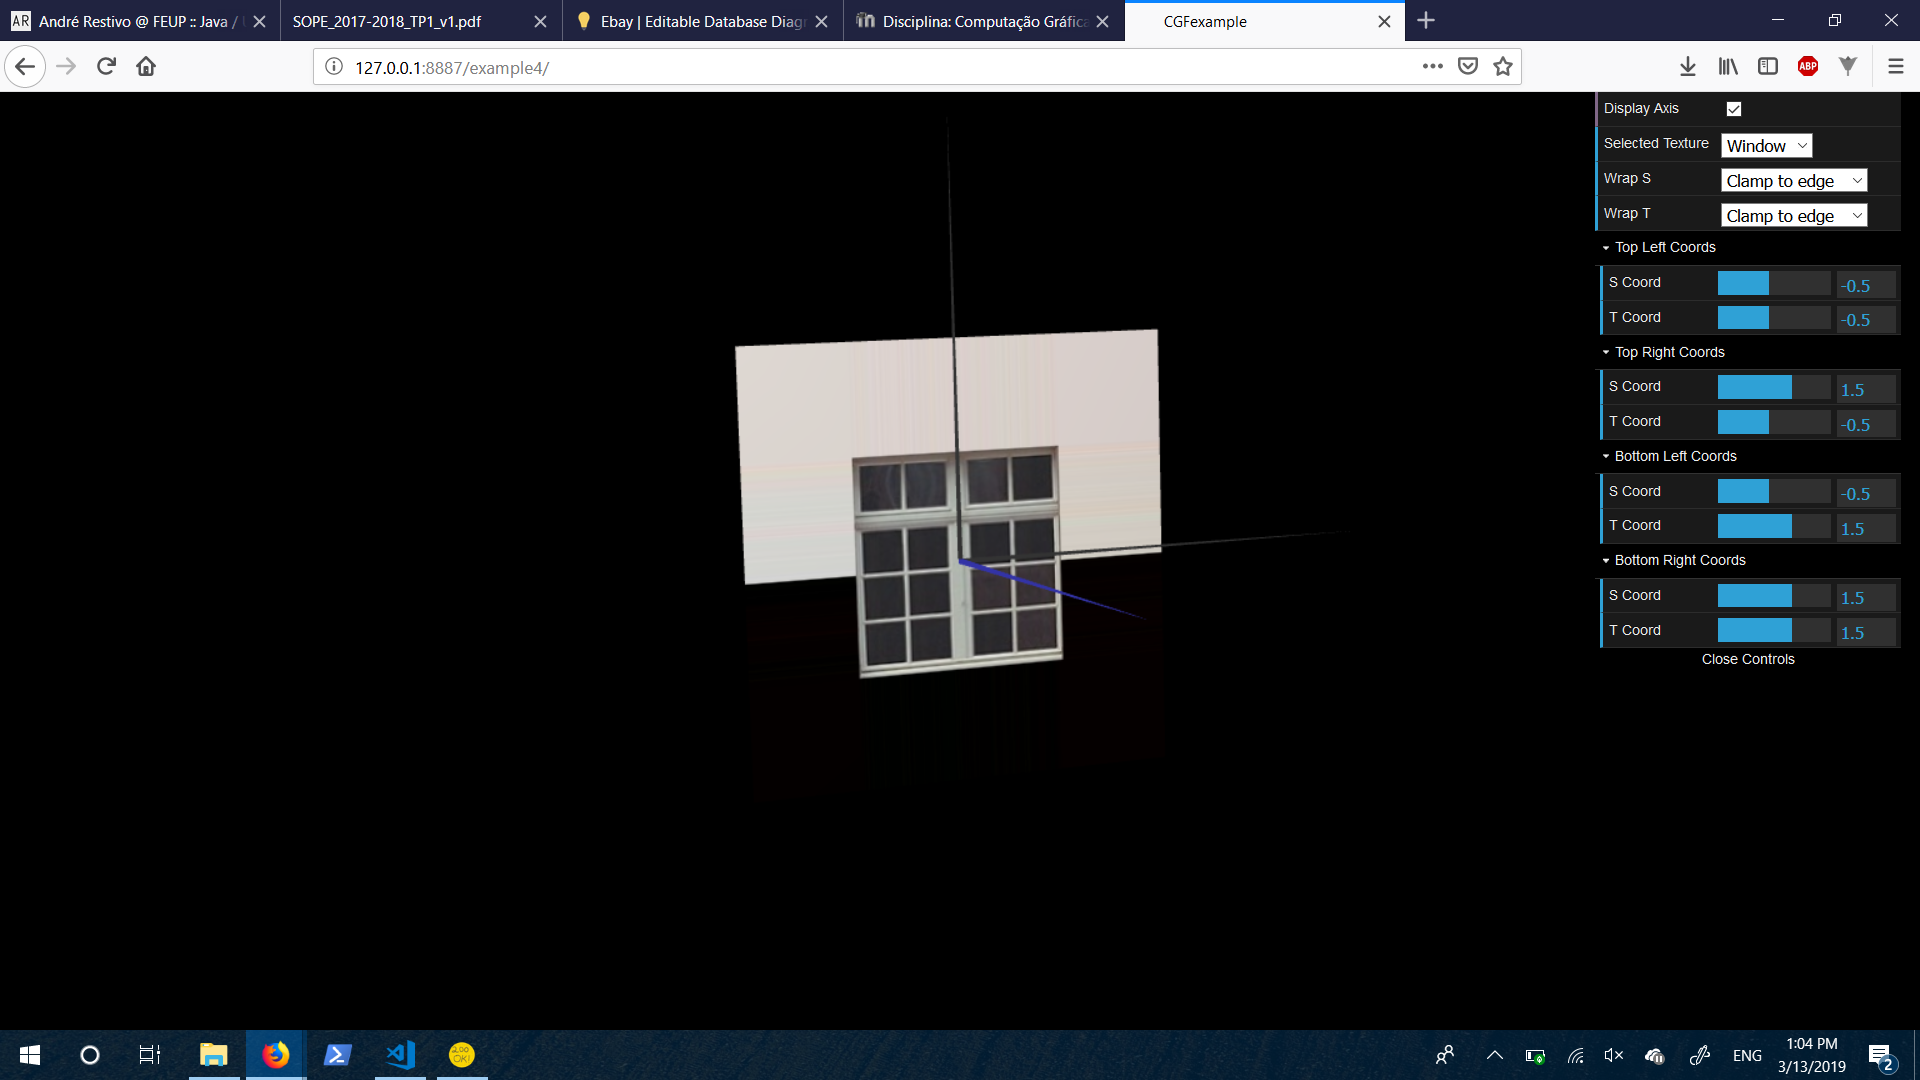 AR André Restivo @ FEUP :: Java /
SOPE_2017-2018_TP1_v1.pdf
Ebay | Editable Database Diag
Disciplina: Computação Gráfica
CGFexample
127.0.0.1:8887/example4/
ABP
Display Axis
Selected Texture Window
Wrap S Clamp to edge
Wrap T Clamp to edge
Top Left Coords
S Coord -0.5
T Coord -0.5
Top Right Coords
S Coord 1.5
T Coord -0.5
Bottom Left Coords
S Coord -0.5
T Coord 1.5
Bottom Right Coords
S Coord 1.5
T Coord 1.5
Close Controls
200
OK!
ENG
1:04 PM
3/13/2019
2